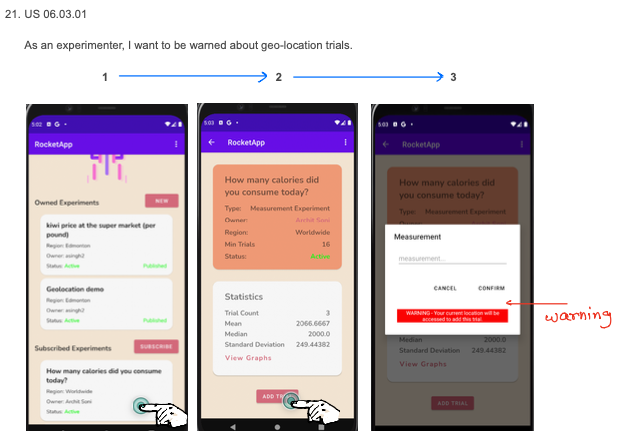 21. US 06.03.01
As an experimenter, I want to be warned about geo-location trials.
1 2 3
5:02 G
RocketApp
Owned Experiments NEW
kiwi price at the super market (per
pound)
Region: Edmonton
Owner: asingh2
Status: Active Published
Geolocation demo
Region: Edmonton
Owner: asingh2
Status: Active Published
Subscribed Experiments SUBSCRIBE
How many calories did you consume
today?
Region: Worldwide
Owner: Archit Soni
Status: Active
5:03 G
RocketApp
How many calories did
you consume today?
Type: Measurement Experiment
Owner: Archit Soni
Region: Worldwide
Min Trials 16
Status: Active
Statistics
Trial Count 3
Mean 2066.6667
Median 2000.0
Standard Deviation 249.44382
View Graphs
ADD TRI
5:03 G
RocketApp
How many calories did
you consume today?
Type: Measurement Experiment
Owner: Archit Soni
Measurement
measurement...
CANCEL CONFIRM
WARNING - Your current location will be
accessed to add this trial.
Median 2000.0
Standard Deviation 249.44382
View Graphs
ADD TRIAL
warning